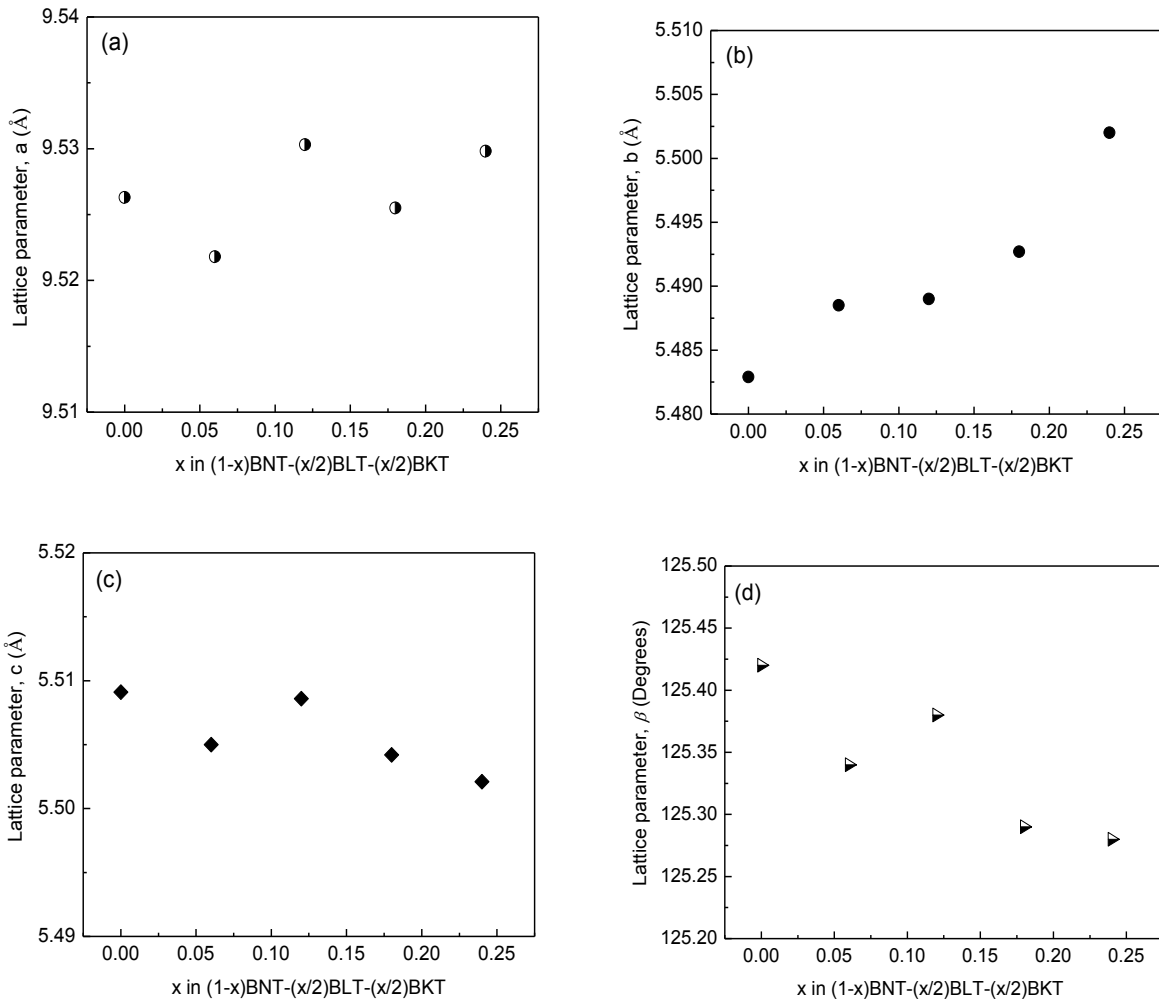 (a)
9.54
9.53
9.52
9.51
Lattice parameter, a (Å)
0.00 0.05 0.10 0.15 0.20 0.25
x in (1-x)BNT-(x/2)BLT-(x/2)BKT
(b)
5.510
5.505
5.500
5.495
5.490
5.485
5.480
Lattice parameter, b (Å)
0.00 0.05 0.10 0.15 0.20 0.25
x in (1-x)BNT-(x/2)BLT-(x/2)BKT
(c)
5.52
5.51
5.50
5.49
Lattice parameter, c (Å)
0.00 0.05 0.10 0.15 0.20 0.25
x in (1-x)BNT-(x/2)BLT-(x/2)BKT
(d)
125.50
125.45
125.40
125.35
125.30
125.25
125.20
Lattice parameter, β (Degrees)
0.00 0.05 0.10 0.15 0.20 0.25
x in (1-x)BNT-(x/2)BLT-(x/2)BKT